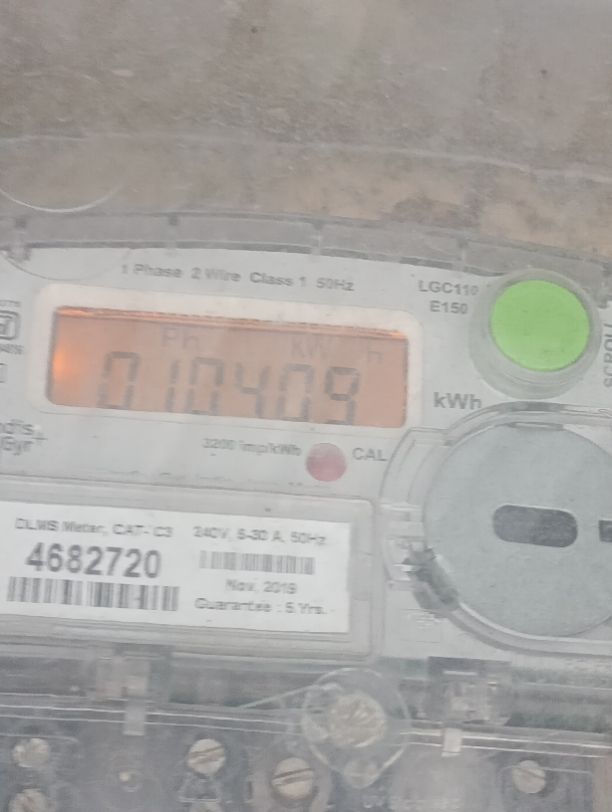 1 Phase 2 Wire Class 1 50Hz
LGC110
E150
Ph kW h
010409
kWh
3200 imp/kWh
CAL
DLMS Meter, CAT- C3
240V, 5-30 A, 50Hz
4682720
Nov, 2019
Guarantee : 5 Yrs.